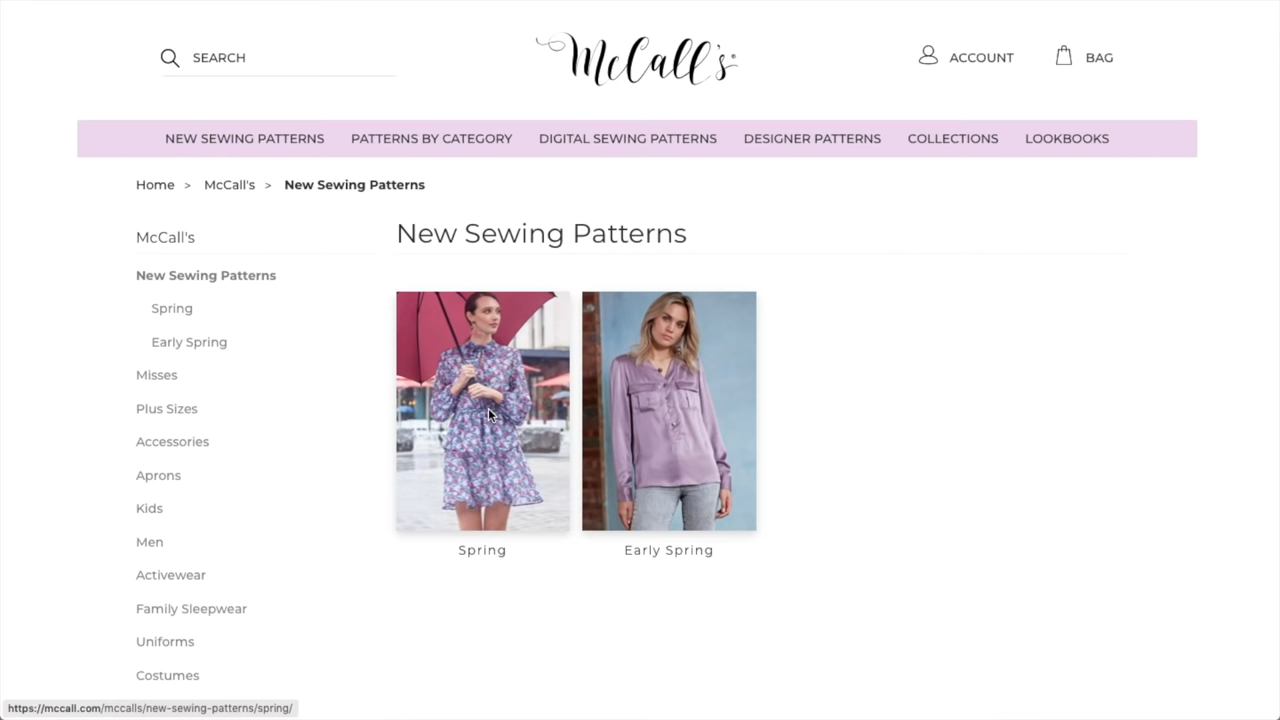 SEARCH
McCall's
ACCOUNT
BAG
NEW SEWING PATTERNS
PATTERNS BY CATEGORY
DIGITAL SEWING PATTERNS
DESIGNER PATTERNS
COLLECTIONS
LOOKBOOKS
Home > McCall's > New Sewing Patterns
McCall's
New Sewing Patterns
Spring
Early Spring
Misses
Plus Sizes
Accessories
Aprons
Kids
Men
Activewear
Family Sleepwear
Uniforms
Costumes
New Sewing Patterns
Spring
Early Spring
https://mccall.com/mccalls/new-sewing-patterns/spring/